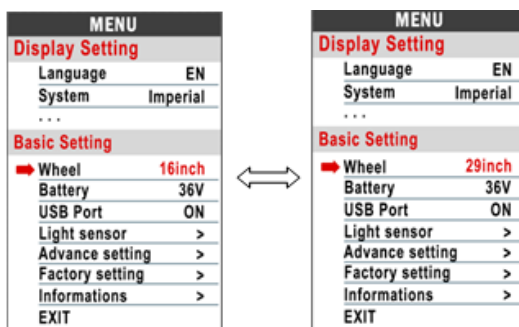 MENU
Display Setting
Language EN
System Imperial
...
Basic Setting
Wheel 16inch
Battery 36V
USB Port ON
Light sensor >
Advance setting >
Factory setting >
Informations >
EXIT
MENU
Display Setting
Language EN
System Imperial
...
Basic Setting
Wheel 29inch
Battery 36V
USB Port ON
Light sensor >
Advance setting >
Factory setting >
Informations >
EXIT